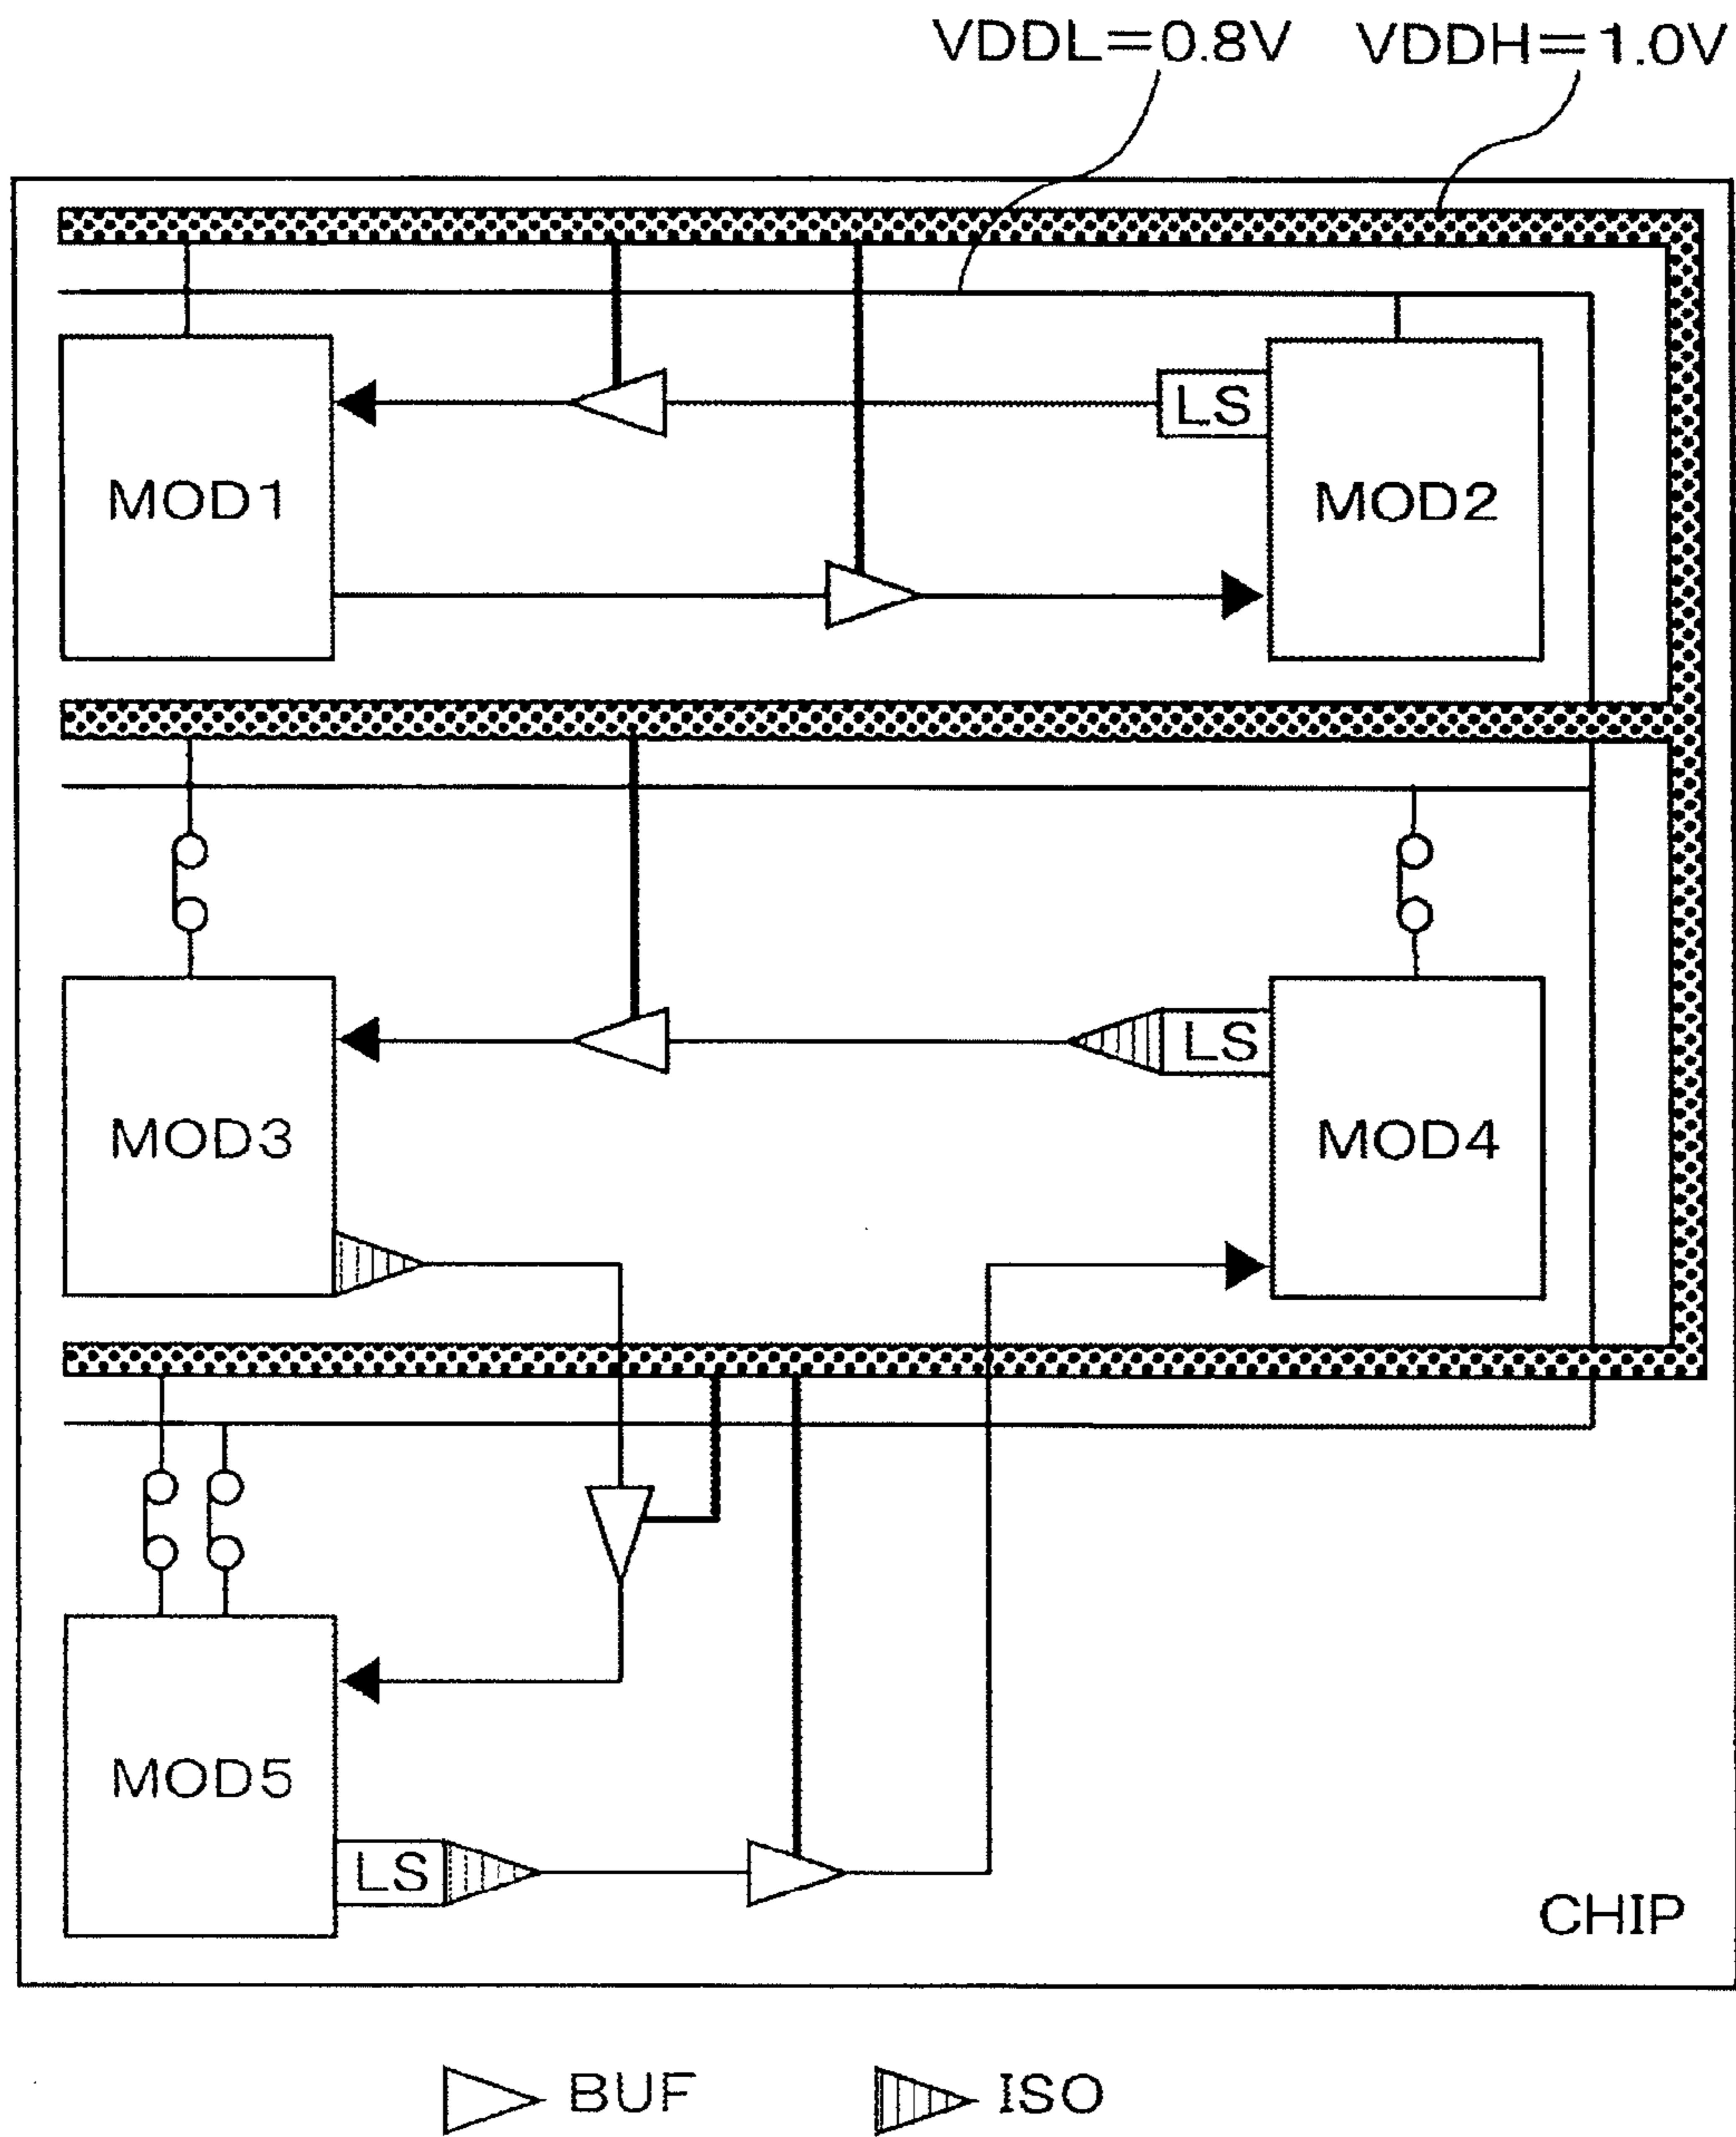 VDDL=0.8V VDDH=1.0V
LS
MOD1
MOD2
LS
MOD3
MOD4
MOD5
LS
CHIP
BUF ISO